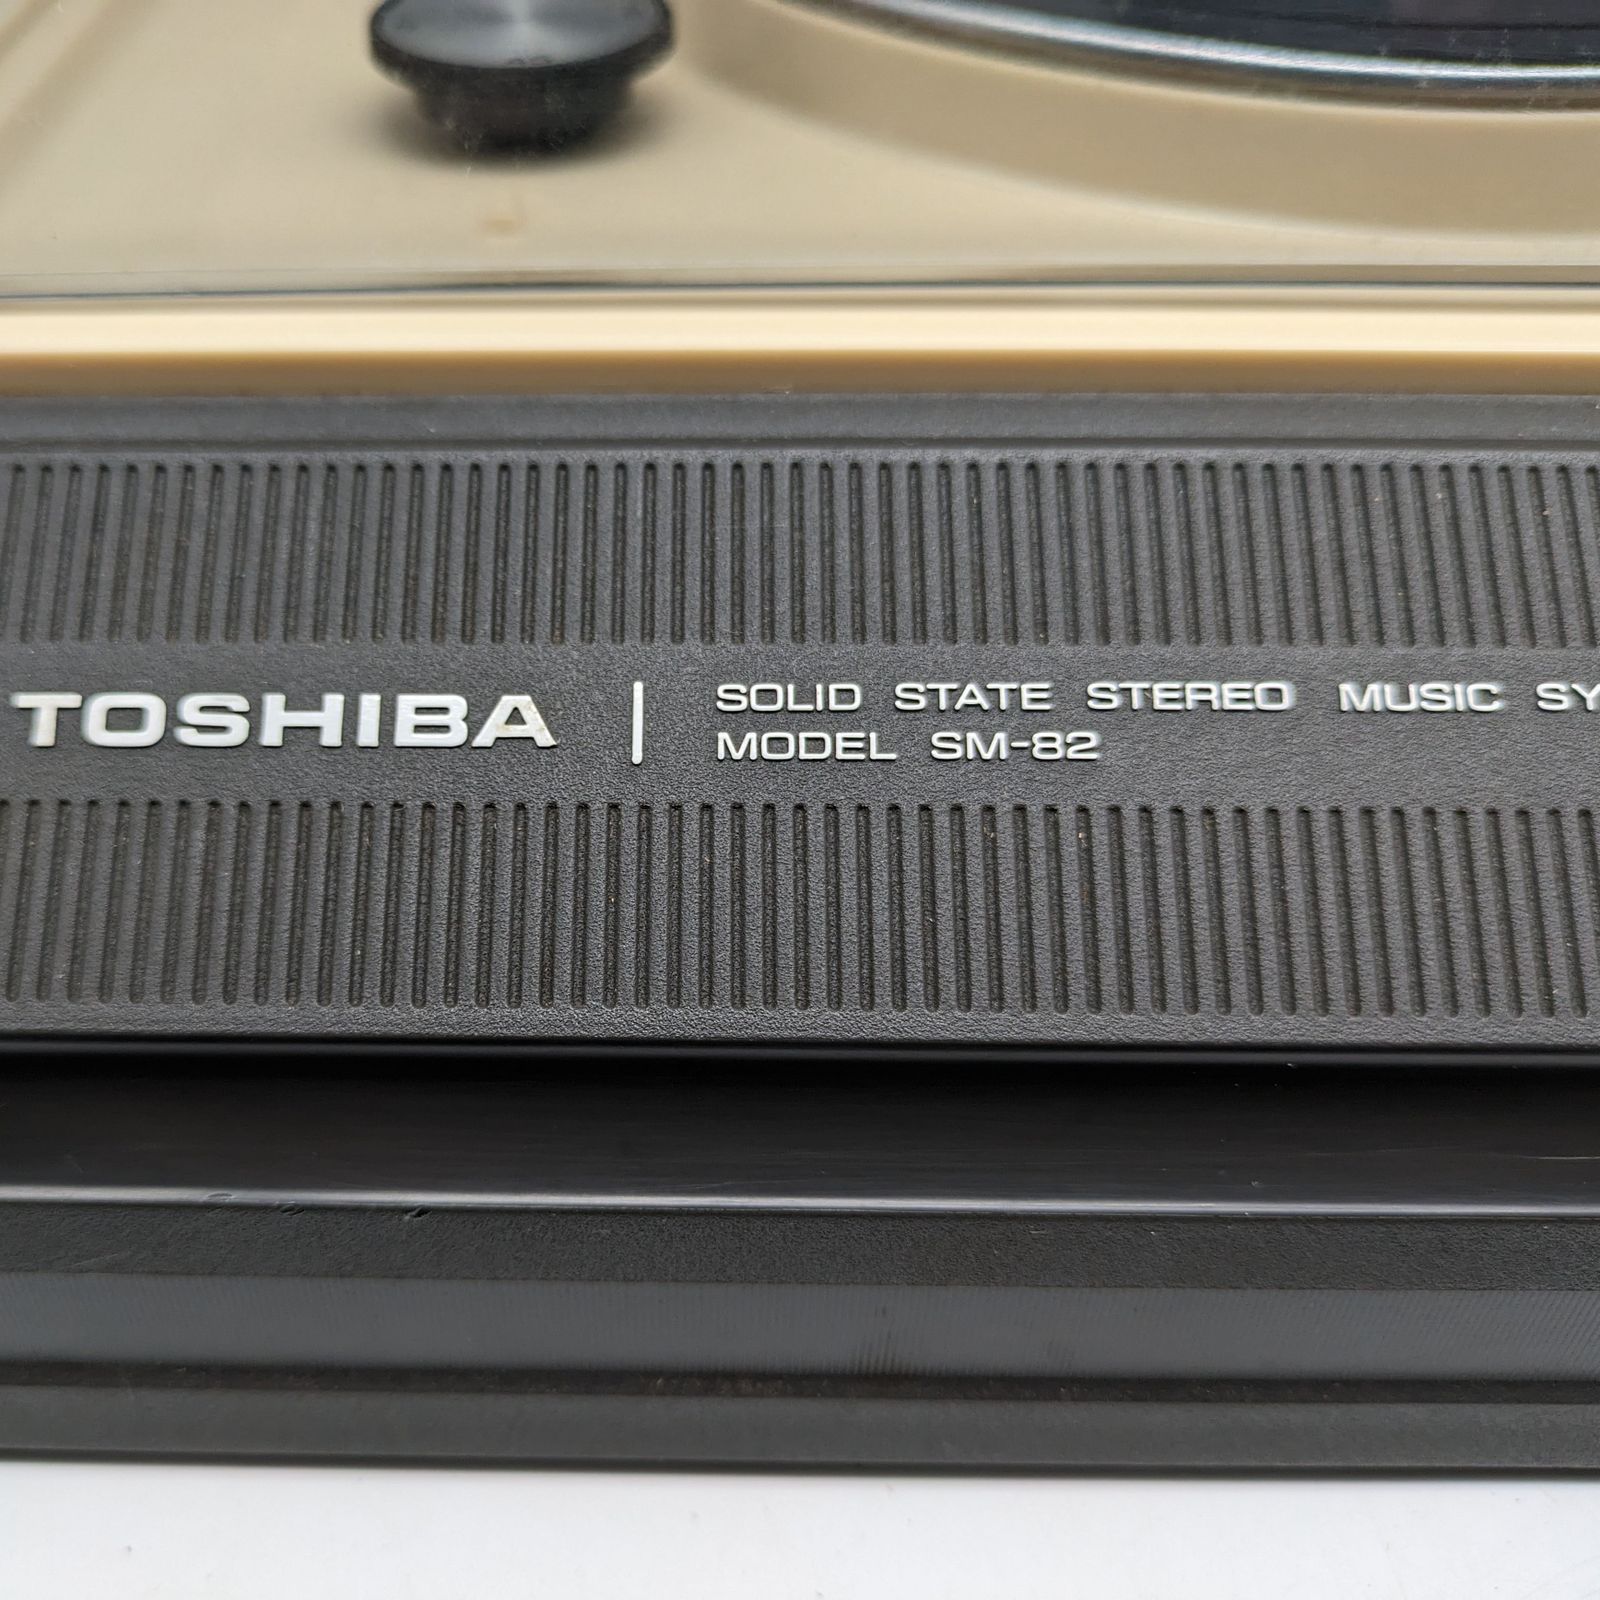 TOSHIBA
SOLID STATE STEREO MUSIC SY
MODEL SM-82